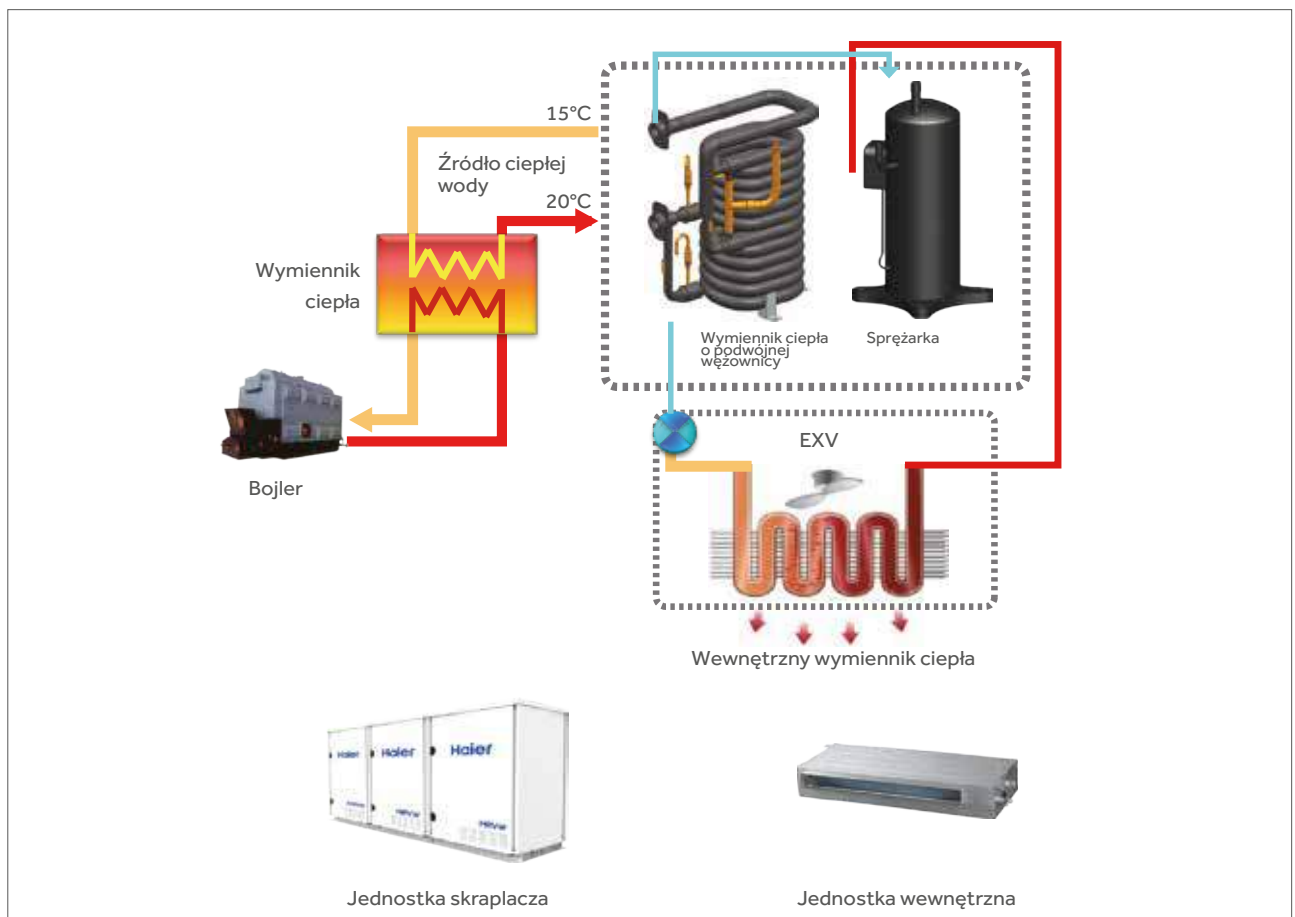 15°C
Źródło ciepłej
wody
20°C
Wymiennik
ciepła
Wymiennik ciepła
o podwójnej
wężownicy
Sprężarka
EXV
Bojler
Wewnętrzny wymiennik ciepła
Haier
Haier
Haier
Jednostka skraplacza
Jednostka wewnętrzna